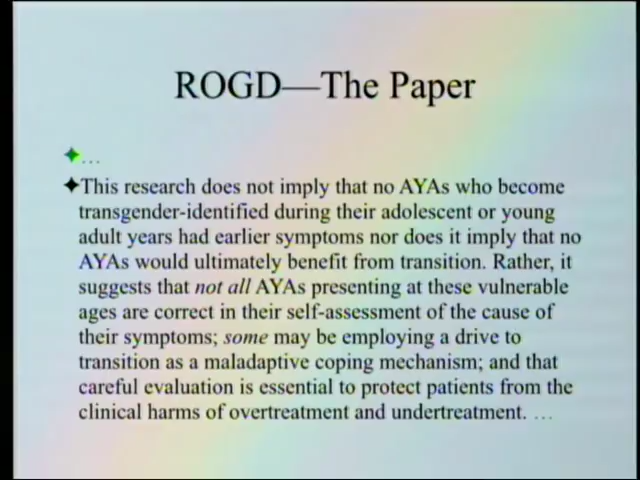 ROGD—The Paper
…
This research does not imply that no AYAs who become
transgender-identified during their adolescent or young
adult years had earlier symptoms nor does it imply that no
AYAs would ultimately benefit from transition. Rather, it
suggests that not all AYAs presenting at these vulnerable
ages are correct in their self-assessment of the cause of
their symptoms; some may be employing a drive to
transition as a maladaptive coping mechanism; and that
careful evaluation is essential to protect patients from the
clinical harms of overtreatment and undertreatment. …